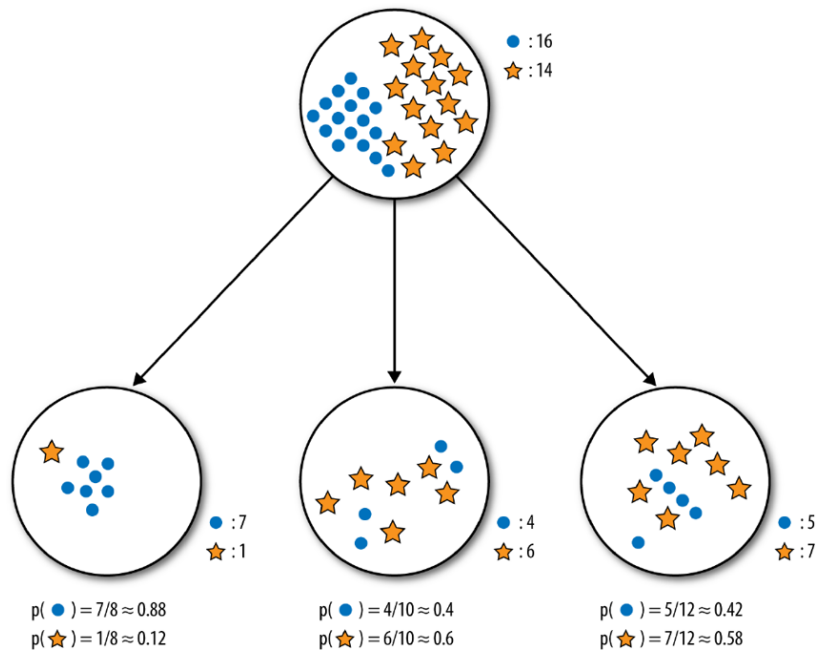 : 16
: 14
: 7
: 1
: 4
: 6
: 5
: 7
p( ) = 7/8 ≈ 0.88
p( ) = 1/8 ≈ 0.12
p( ) = 4/10 ≈ 0.4
p( ) = 6/10 ≈ 0.6
p( ) = 5/12 ≈ 0.42
p( ) = 7/12 ≈ 0.58